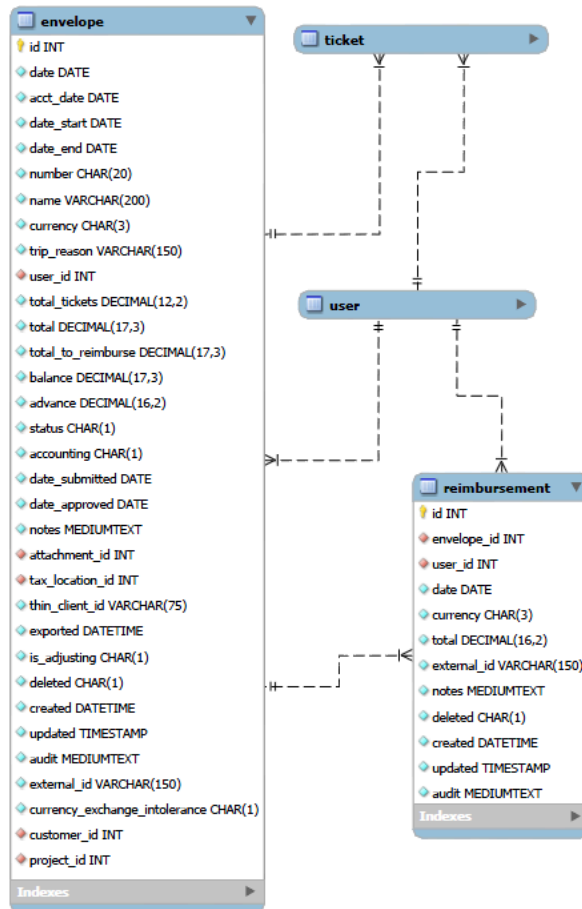 envelope
id INT
date DATE
acct_date DATE
date_start DATE
date_end DATE
number CHAR(20)
name VARCHAR(200)
currency CHAR(3)
trip_reason VARCHAR(150)
user_id INT
total_tickets DECIMAL(12,2)
total DECIMAL(17,3)
total_to_reimburse DECIMAL(17,3)
balance DECIMAL(17,3)
advance DECIMAL(16,2)
status CHAR(1)
accounting CHAR(1)
date_submitted DATE
date_approved DATE
notes MEDIUMTEXT
attachment_id INT
tax_location_id INT
thin_client_id VARCHAR(75)
exported DATETIME
is_adjusting CHAR(1)
deleted CHAR(1)
created DATETIME
updated TIMESTAMP
audit MEDIUMTEXT
external_id VARCHAR(150)
currency_exchange_intolerance CHAR(1)
customer_id INT
project_id INT
Indexes
ticket
user
reimbursement
id INT
envelope_id INT
user_id INT
date DATE
currency CHAR(3)
total DECIMAL(16,2)
external_id VARCHAR(150)
notes MEDIUMTEXT
deleted CHAR(1)
created DATETIME
updated TIMESTAMP
audit MEDIUMTEXT
Indexes